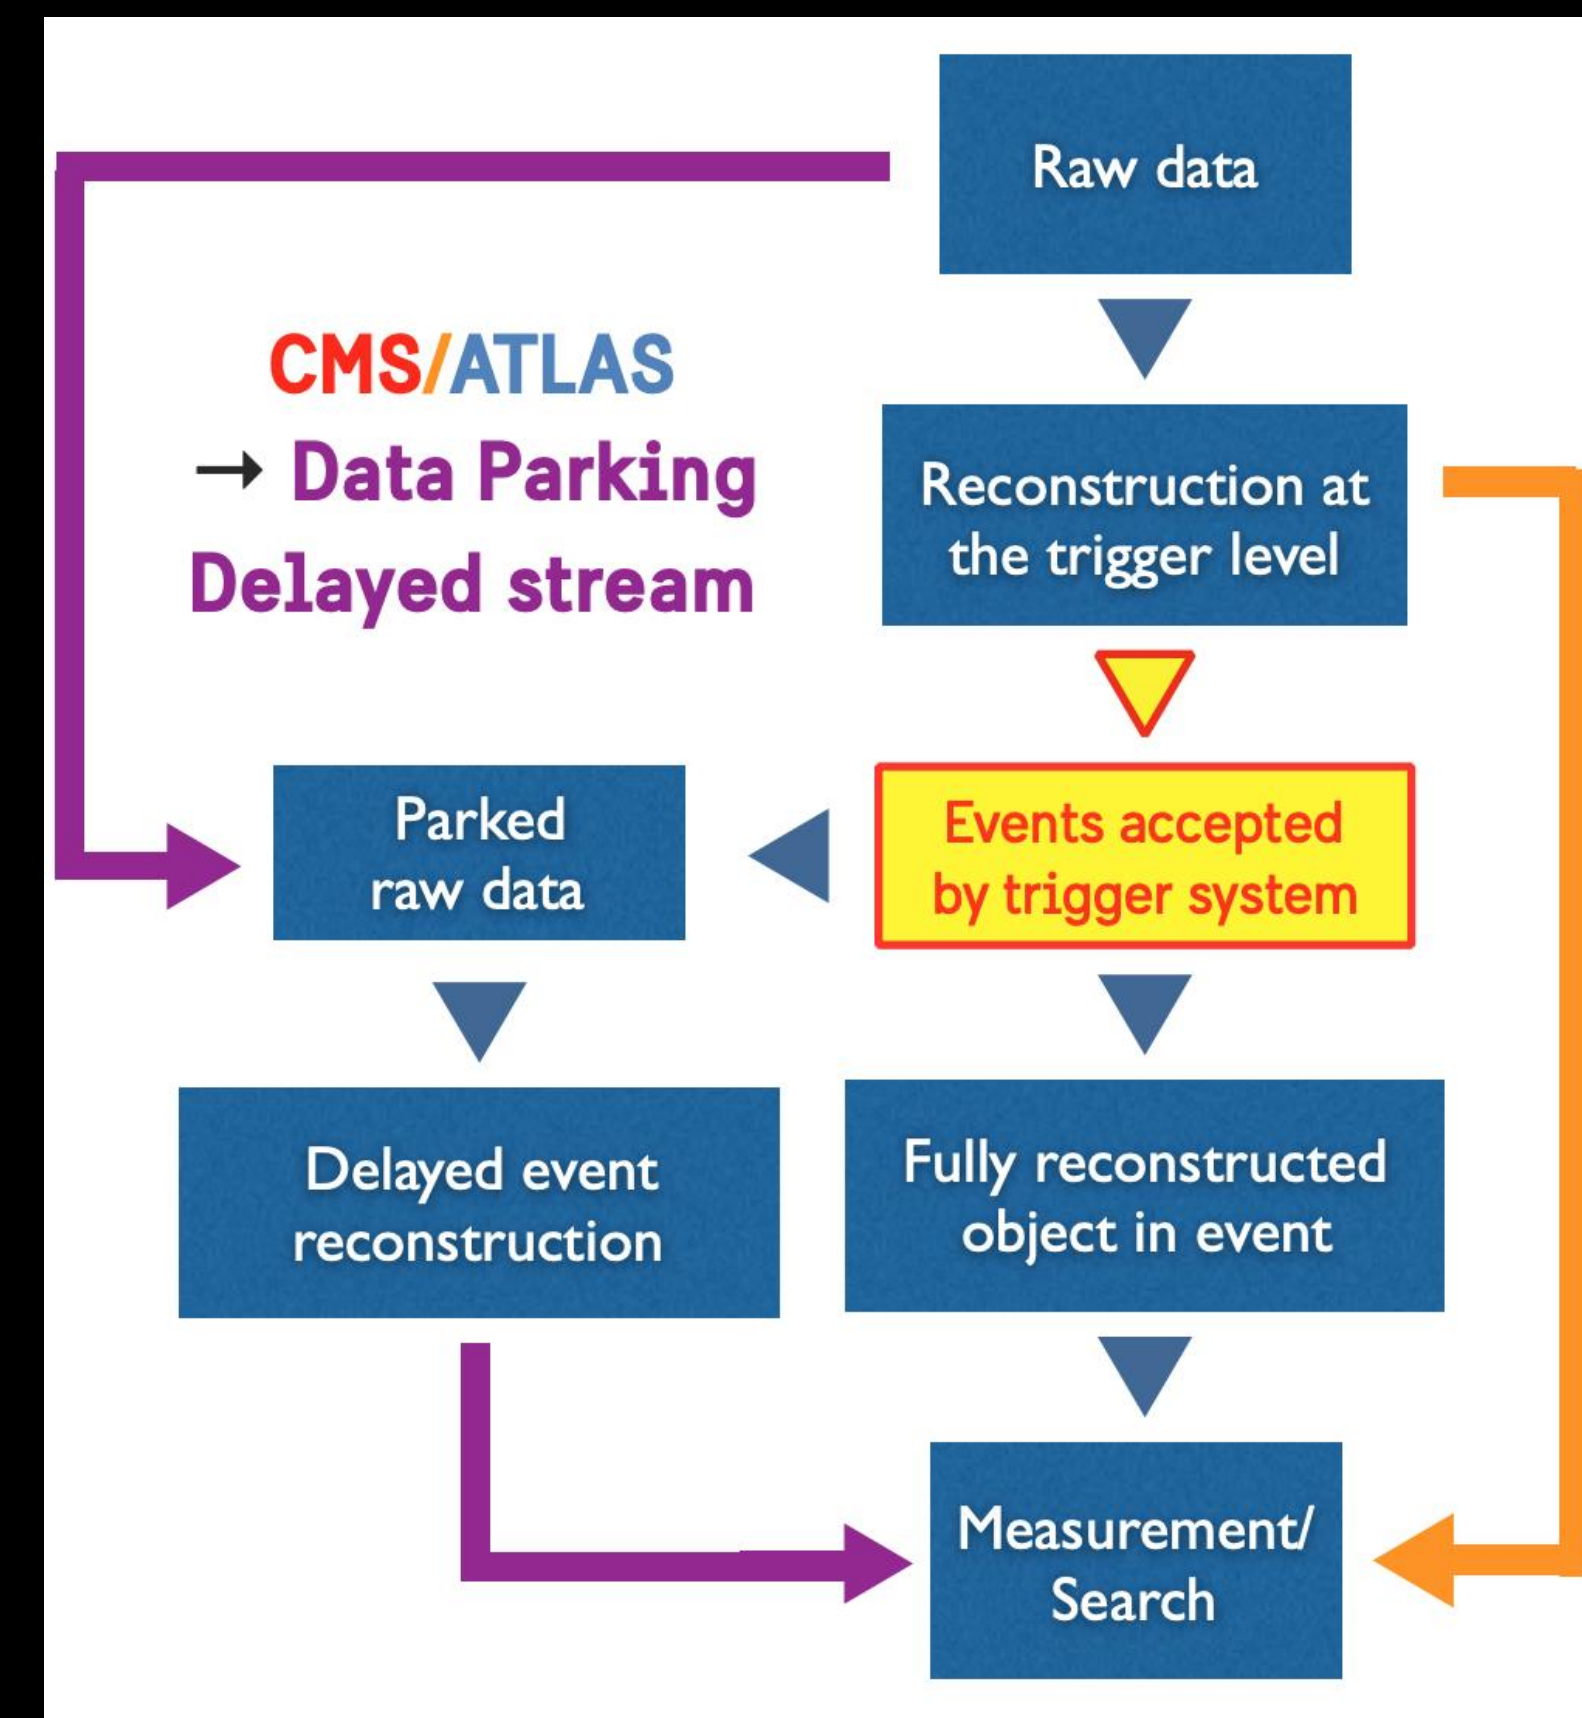 Raw data
CMS/ATLAS
→ Data Parking
Delayed stream
Reconstruction at
the trigger level
Parked
raw data
Events accepted
by trigger system
Delayed event
reconstruction
Fully reconstructed
object in event
Measurement/
Search